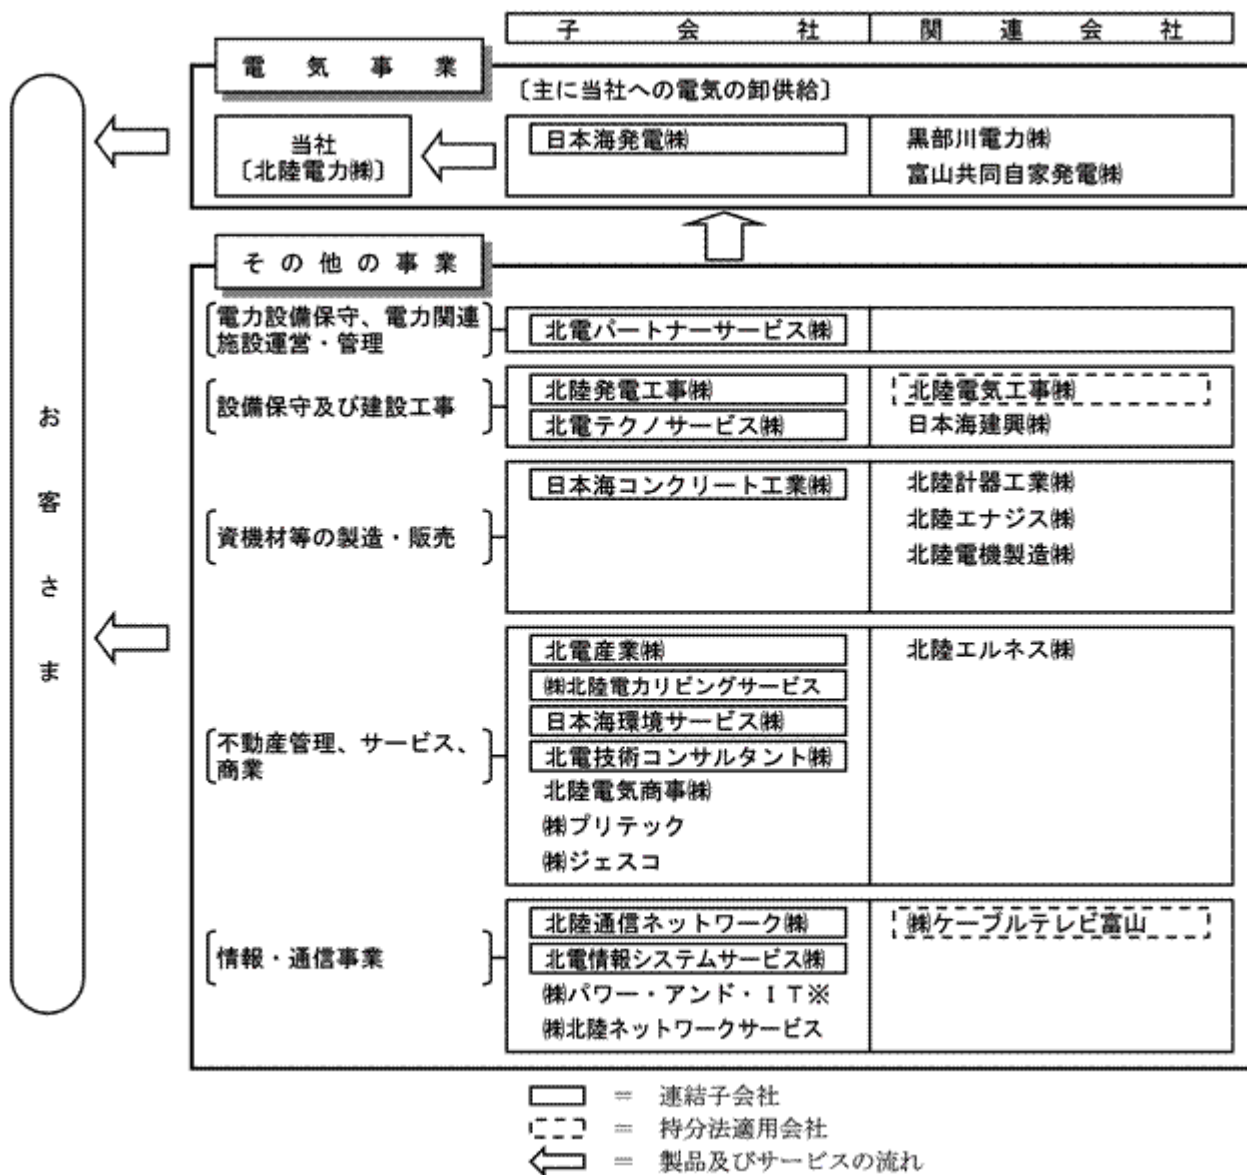 子会社 関連会社
電気事業
〔主に当社への電気の卸供給〕
当社
〔北陸電力㈱〕
日本海発電㈱
黒部川電力㈱
富山共同自家発電㈱
その他の事業
電力設備保守、電力関連
施設運営・管理
北電パートナーサービス㈱
設備保守及び建設工事
北陸発電工事㈱
北電テクノサービス㈱
北陸電気工事㈱
日本海建興㈱
資機材等の製造・販売
日本海コンクリート工業㈱
北陸計器工業㈱
北陸エナジス㈱
北陸電機製造㈱
不動産管理、サービス、
商業
北電産業㈱
㈱北陸電力リビングサービス
日本海環境サービス㈱
北電技術コンサルタント㈱
北陸電気商事㈱
㈱プリテック
㈱ジェスコ
北陸エルネス㈱
情報・通信事業
北陸通信ネットワーク㈱
北電情報システムサービス㈱
㈱パワー・アンド・ＩＴ※
㈱北陸ネットワークサービス
㈱ケーブルテレビ富山
お客さま
＝ 連結子会社
＝ 持分法適用会社
＝ 製品及びサービスの流れ